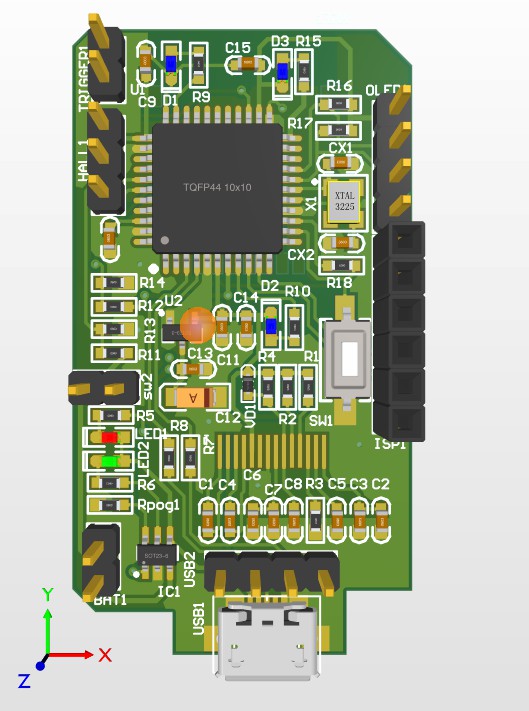 TRIGGER1
C15
D3
R15
U1
C9
D1
R9
R16
OLED
R17
HALL1
CX1
TQFP44 10x10
XTAL
3225
X1
CX2
R18
R14
R12
R13
R11
U2
C14
D2
R10
C13
C11
R4
R1
sw2
A
C12
VD1
R2
SW1
R5
LED1
LED2
R8
R7
ISP1
R6
Rpog1
C6
C1
C4
C7
C8
R3
C5
C3
C2
SOT23-6
IC1
BAT1
USB2
USB1
Y
X
Z